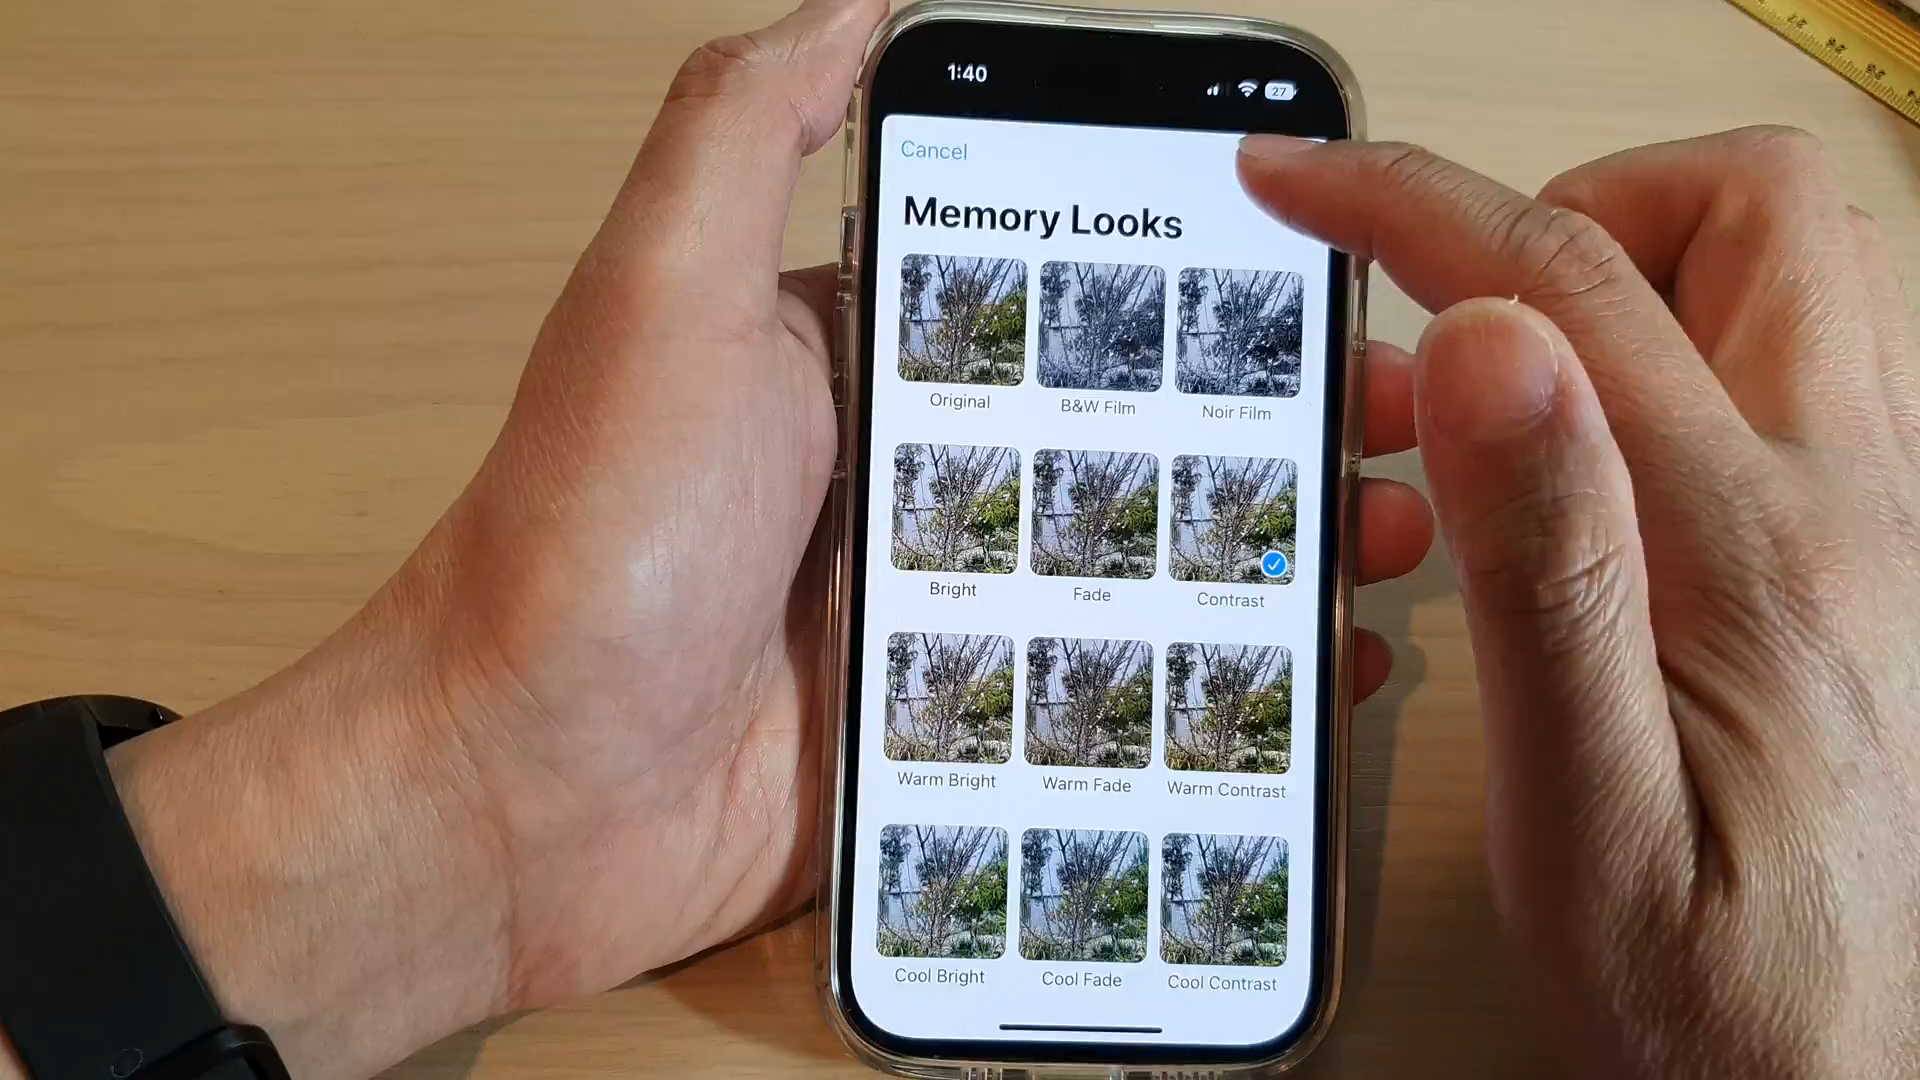 1:40
27
Cancel
Memory Looks
Original
B&W Film
Noir Film
Bright
Fade
Contrast
Warm Bright
Warm Fade
Warm Contrast
Cool Bright
Cool Fade
Cool Contrast